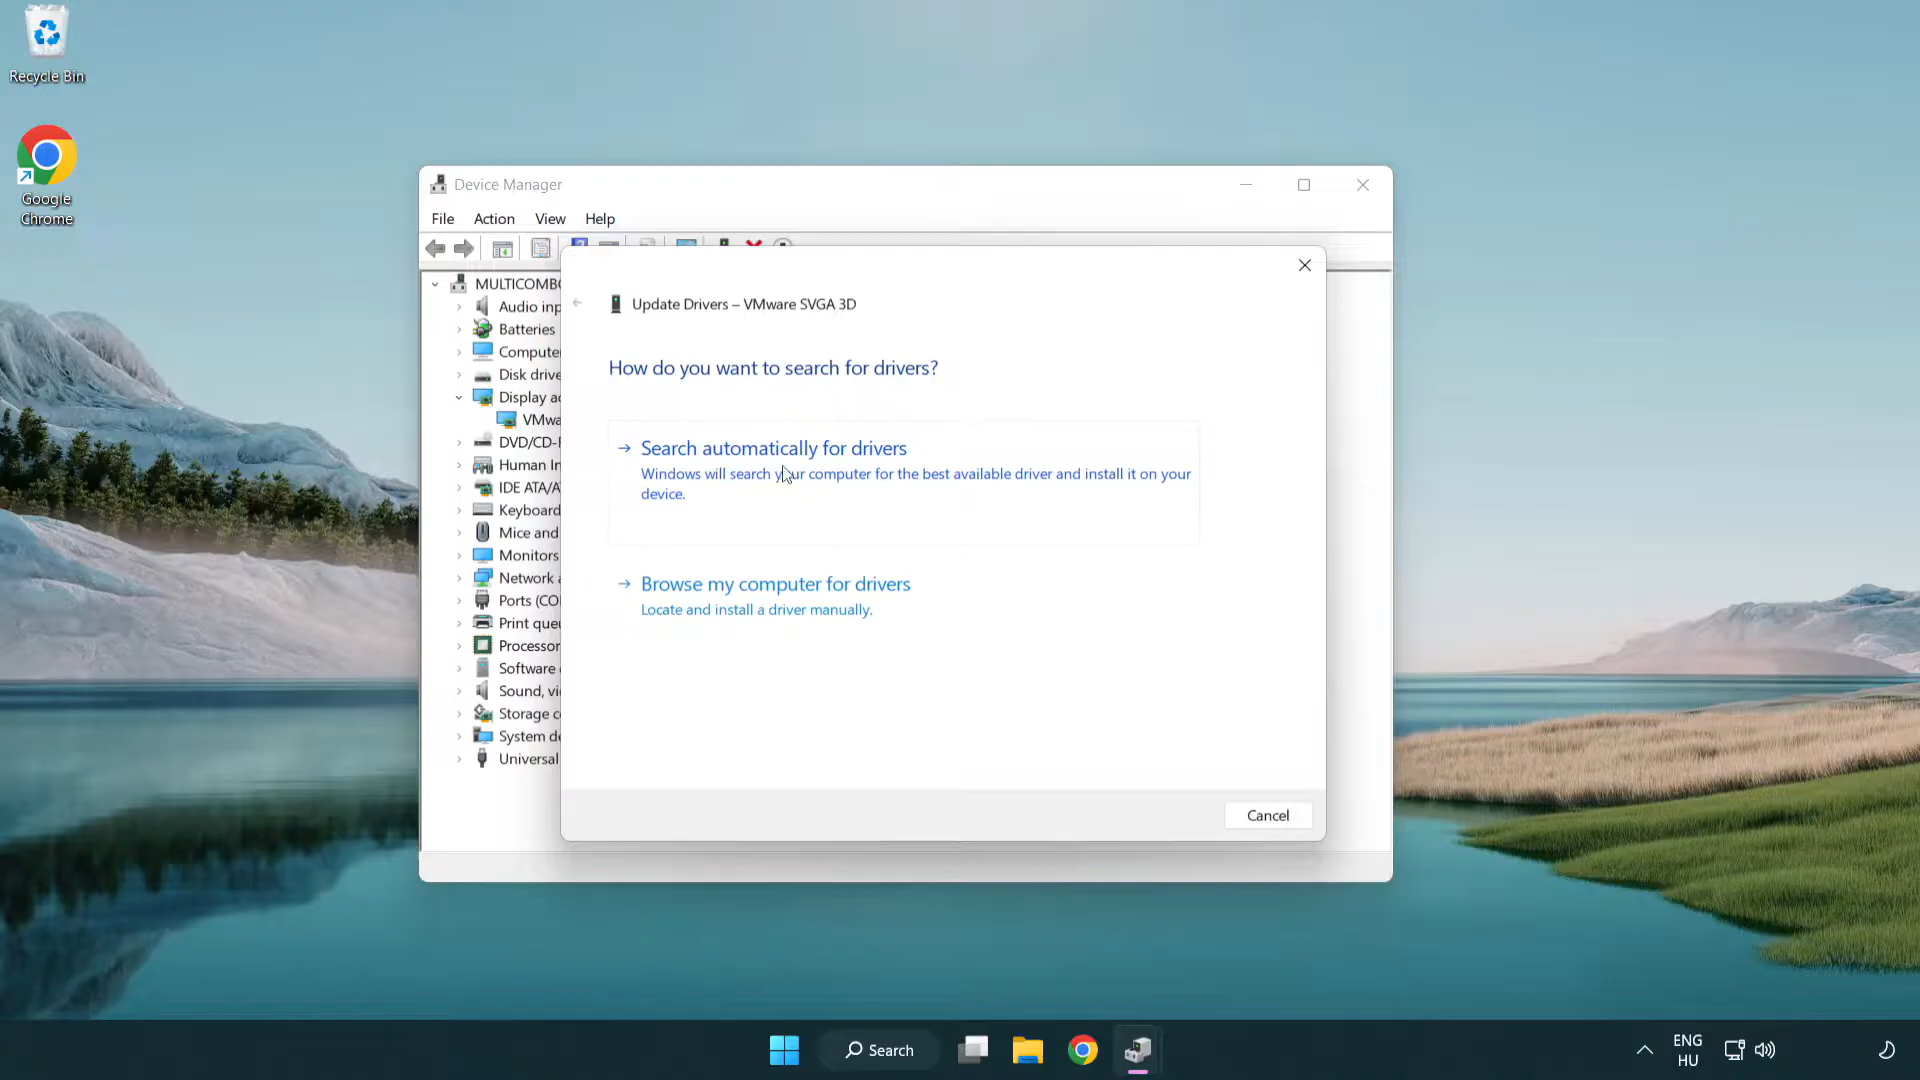 Recycle Bin
Google
Chrome
Device Manager
File Action View Help
MULTICOMBO
Audio inp
Batteries
Compute
Disk drive
Display a
VMwa
DVD/CD-
Human In
IDE ATA/A
Keyboard
Mice and
Monitors
Network a
Ports (CO
Print que
Processor
Software
Sound, vi
Storage c
System de
Universal
Update Drivers – VMware SVGA 3D
How do you want to search for drivers?
Search automatically for drivers
Windows will search your computer for the best available driver and install it on your
device.
Browse my computer for drivers
Locate and install a driver manually.
Cancel
Search
ENG
HU